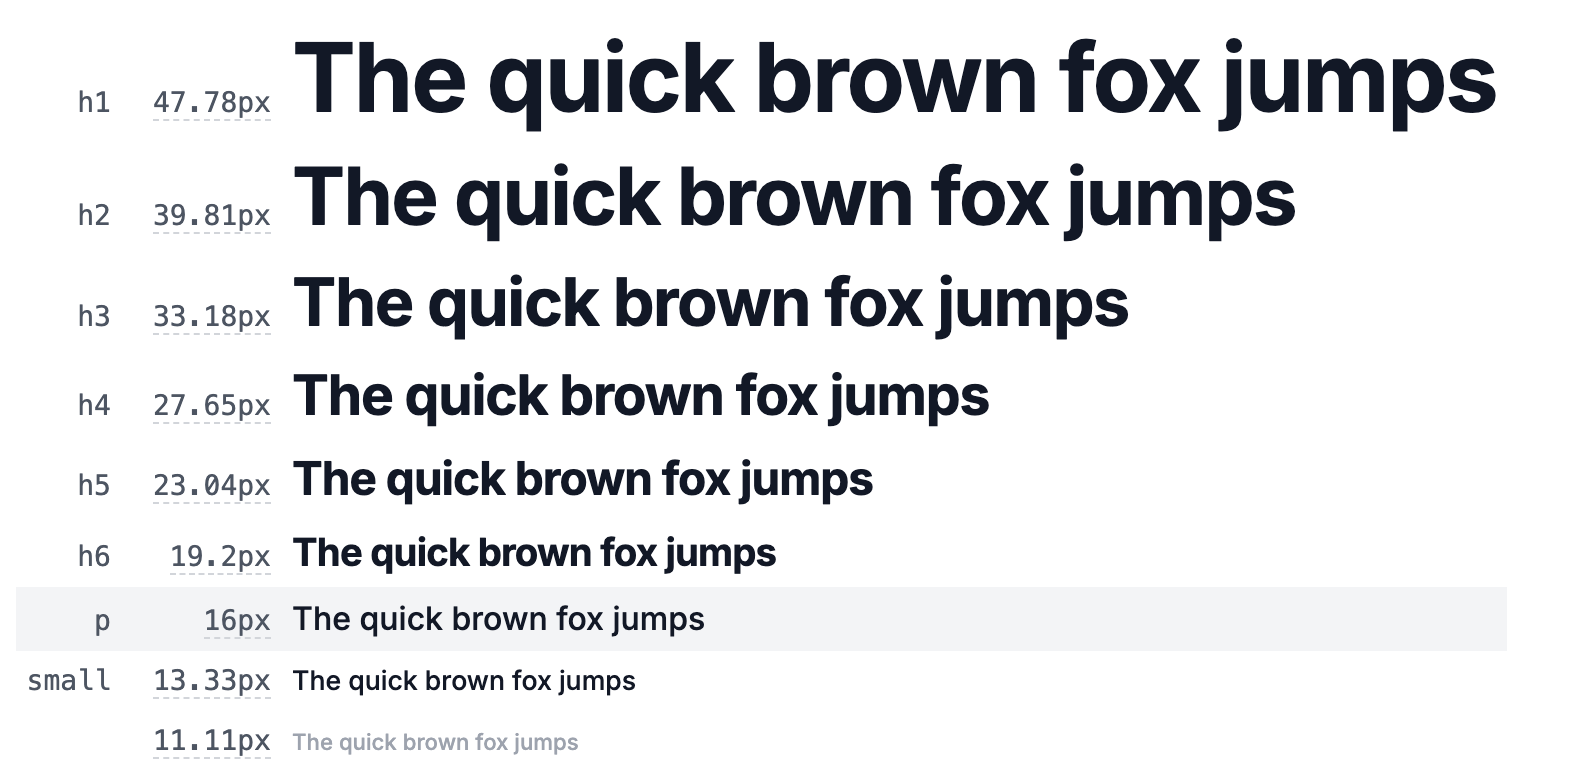 h1 47.78px The quick brown fox jumps
h2 39.81px The quick brown fox jumps
h3 33.18px The quick brown fox jumps
h4 27.65px The quick brown fox jumps
h5 23.04px The quick brown fox jumps
h6 19.2px The quick brown fox jumps
p 16px The quick brown fox jumps
small 13.33px The quick brown fox jumps
11.11px The quick brown fox jumps